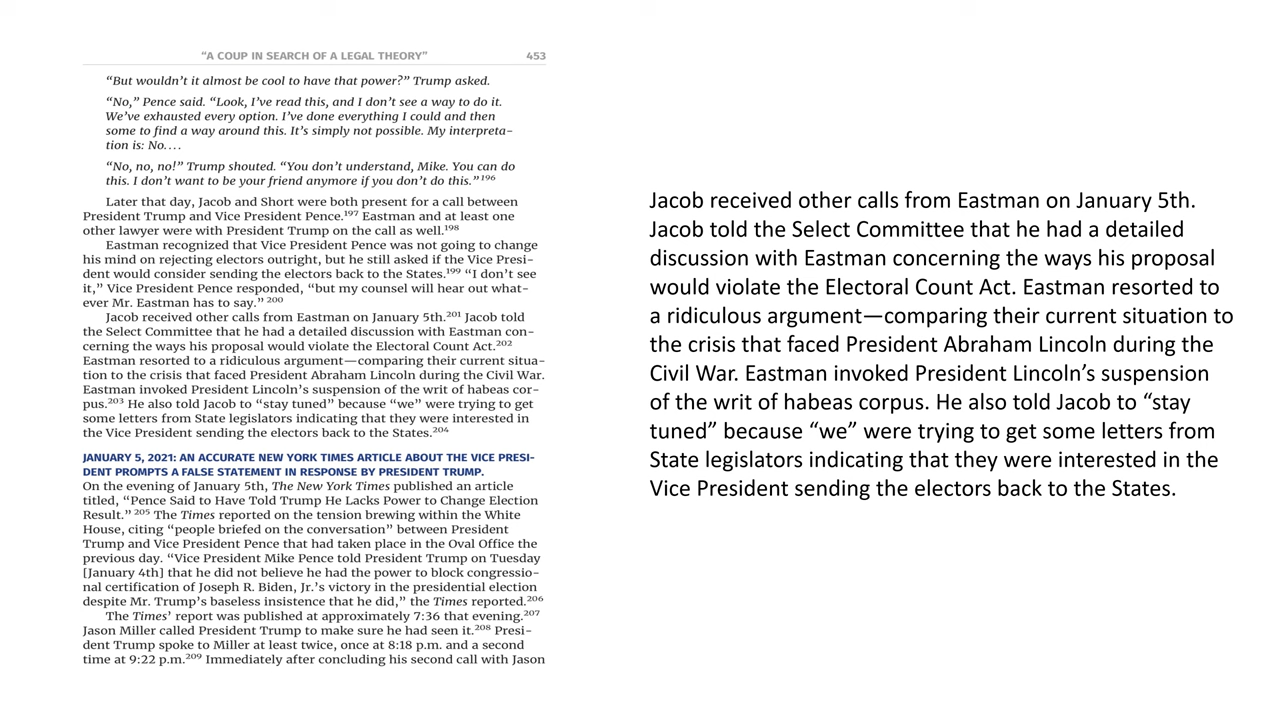 “A COUP IN SEARCH OF A LEGAL THEORY” 453
“But wouldn’t it almost be cool to have that power?” Trump asked.
“No,” Pence said. “Look, I’ve read this, and I don’t see a way to do it.
We’ve exhausted every option. I’ve done everything I could and then
some to find a way around this. It’s simply not possible. My interpreta-
tion is: No....
“No, no, no!” Trump shouted. “You don’t understand, Mike. You can do
this. I don’t want to be your friend anymore if you don’t do this.”196
Later that day, Jacob and Short were both present for a call between
President Trump and Vice President Pence.197 Eastman and at least one
other lawyer were with President Trump on the call as well.198
Eastman recognized that Vice President Pence was not going to change
his mind on rejecting electors outright, but he still asked if the Vice Presi-
dent would consider sending the electors back to the States.199 “I don’t see
it,” Vice President Pence responded, “but my counsel will hear out what-
ever Mr. Eastman has to say.” 200
Jacob received other calls from Eastman on January 5th.201 Jacob told
the Select Committee that he had a detailed discussion with Eastman con-
cerning the ways his proposal would violate the Electoral Count Act.202
Eastman resorted to a ridiculous argument—comparing their current situa-
tion to the crisis that faced President Abraham Lincoln during the Civil War.
Eastman invoked President Lincoln’s suspension of the writ of habeas cor-
pus.203 He also told Jacob to “stay tuned” because “we” were trying to get
some letters from State legislators indicating that they were interested in
the Vice President sending the electors back to the States.204
JANUARY 5, 2021: AN ACCURATE NEW YORK TIMES ARTICLE ABOUT THE VICE PRESI-
DENT PROMPTS A FALSE STATEMENT IN RESPONSE BY PRESIDENT TRUMP.
On the evening of January 5th, The New York Times published an article
titled, “Pence Said to Have Told Trump He Lacks Power to Change Election
Result.” 205 The Times reported on the tension brewing within the White
House, citing “people briefed on the conversation” between President
Trump and Vice President Pence that had taken place in the Oval Office the
previous day. “Vice President Mike Pence told President Trump on Tuesday
[January 4th] that he did not believe he had the power to block congressio-
nal certification of Joseph R. Biden, Jr.’s victory in the presidential election
despite Mr. Trump’s baseless insistence that he did,” the Times reported.206
The Times’ report was published at approximately 7:36 that evening.207
Jason Miller called President Trump to make sure he had seen it.208 Presi-
dent Trump spoke to Miller at least twice, once at 8:18 p.m. and a second
time at 9:22 p.m.209 Immediately after concluding his second call with Jason
Jacob received other calls from Eastman on January 5th.
Jacob told the Select Committee that he had a detailed
discussion with Eastman concerning the ways his proposal
would violate the Electoral Count Act. Eastman resorted to
a ridiculous argument—comparing their current situation to
the crisis that faced President Abraham Lincoln during the
Civil War. Eastman invoked President Lincoln’s suspension
of the writ of habeas corpus. He also told Jacob to “stay
tuned” because “we” were trying to get some letters from
State legislators indicating that they were interested in the
Vice President sending the electors back to the States.